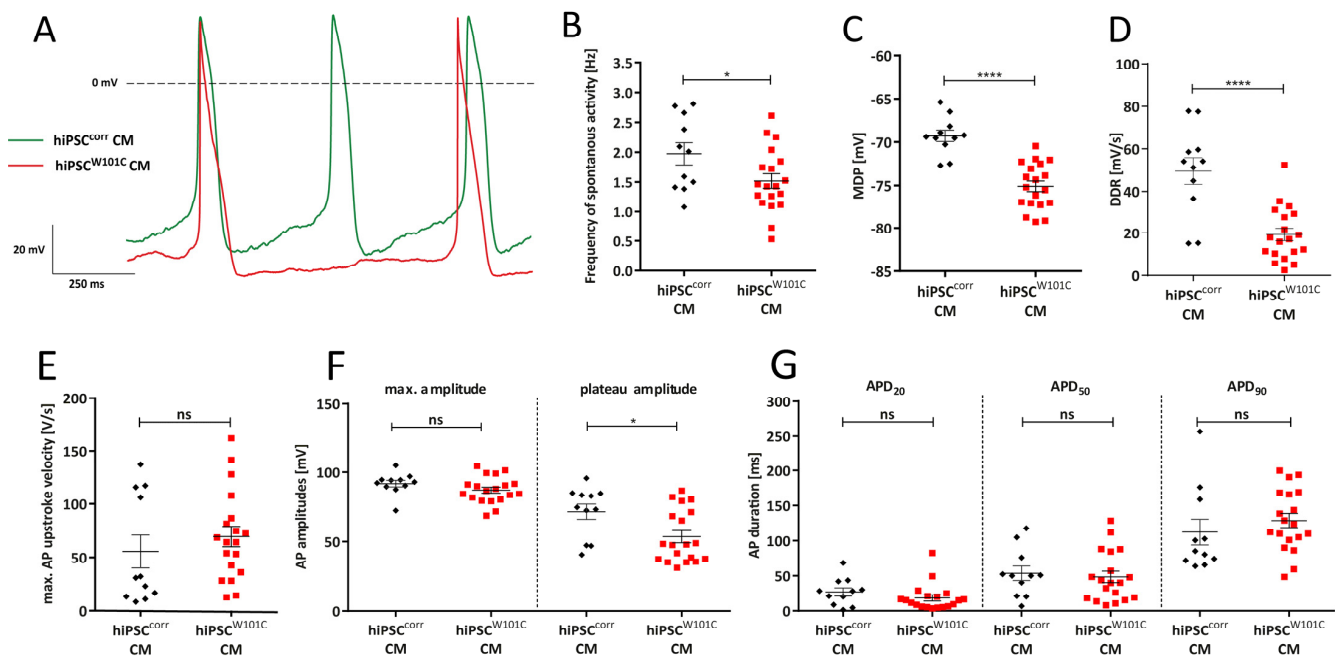 A
0 mV
hiPSCcorr CM
hiPSCW101C CM
20 mV
250 ms
B
Frequency of spontanous activity [Hz]
3.5
3.0
2.5
2.0
1.5
1.0
0.5
0.0
*
hiPSCcorr
CM
hiPSCW101C
CM
C
MDP [mV]
-60
-65
-70
-75
-80
-85
****
hiPSCcorr
CM
hiPSCW101C
CM
D
DDR [mV/s]
100
80
60
40
20
0
****
hiPSCcorr
CM
hiPSCW101C
CM
E
max. AP upstroke velocity [V/s]
200
150
100
50
0
ns
hiPSCcorr
CM
hiPSCW101C
CM
F
AP amplitudes [mV]
max. amplitude
plateau amplitude
150
100
50
0
ns
*
hiPSCcorr
CM
hiPSCW101C
CM
hiPSCcorr
CM
hiPSCW101C
CM
G
AP duration [ms]
APD20
APD50
APD90
300
250
200
150
100
50
0
ns
ns
ns
hiPSCcorr
CM
hiPSCW101C
CM
hiPSCcorr
CM
hiPSCW101C
CM
hiPSCcorr
CM
hiPSCW101C
CM